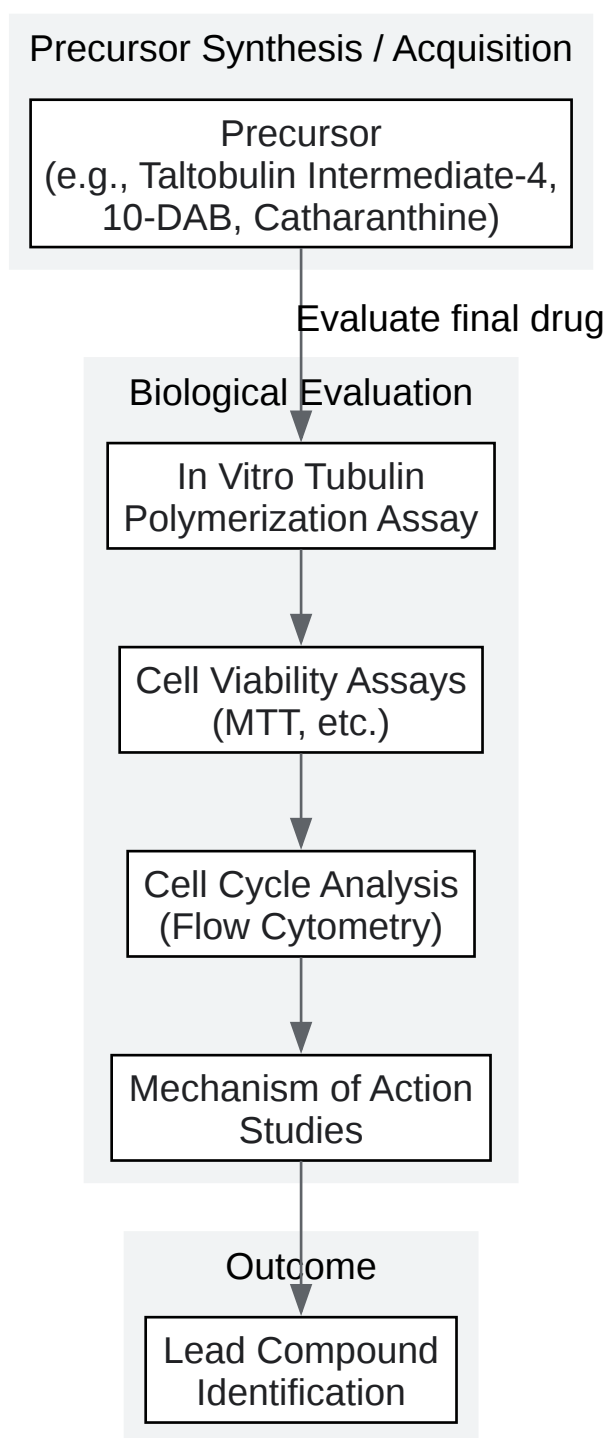 Precursor Synthesis / Acquisition
Precursor
(e.g., Taltobulin Intermediate-4,
10-DAB, Catharanthine)
Evaluate final drug
Biological Evaluation
In Vitro Tubulin
Polymerization Assay
Cell Viability Assays
(MTT, etc.)
Cell Cycle Analysis
(Flow Cytometry)
Mechanism of Action
Studies
Outcome
Lead Compound
Identification